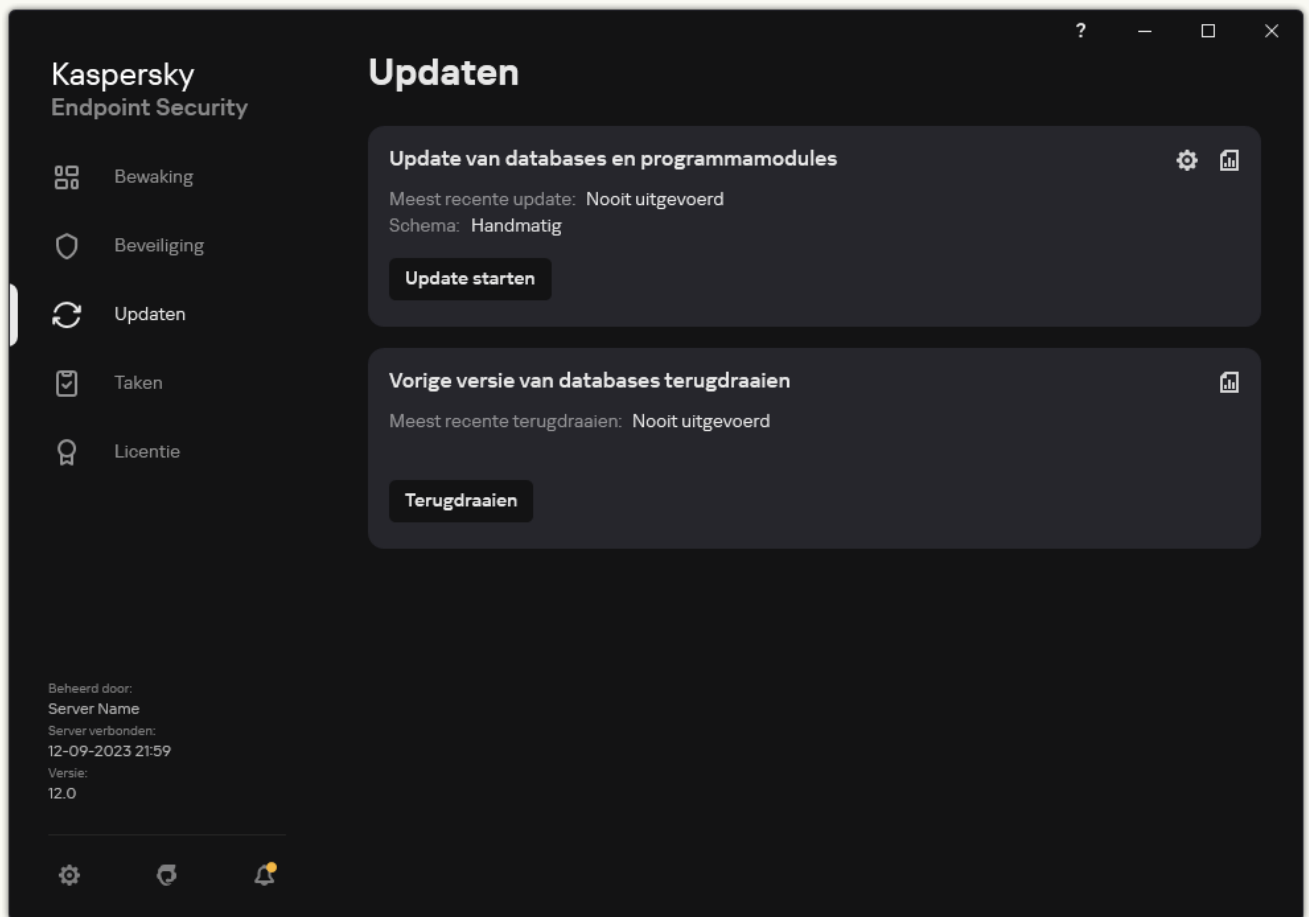 ?
Kaspersky
Endpoint Security
Bewaking
Beveiliging
Updaten
Taken
Licentie
Beheerd door:
Server Name
Server verbonden:
12-09-2023 21:59
Versie:
12.0
Updaten
Update van databases en programmamodules
Meest recente update: Nooit uitgevoerd
Schema: Handmatig
Update starten
Vorige versie van databases terugdraaien
Meest recente terugdraaien: Nooit uitgevoerd
Terugdraaien